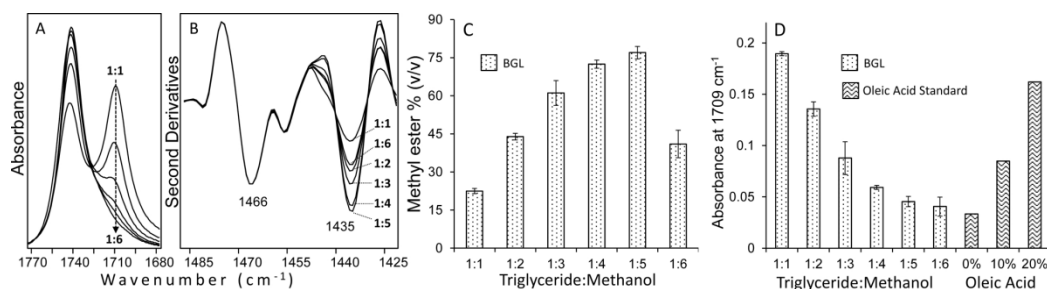 A
1:1
1:6
Absorbance
1770 1740 1710 1680
B
Second Derivatives
1:1
1:6
1:2
1:3
1:4
1:5
1466
1435
1485 1470 1455 1440 1425
Wavenumber (cm-1)
C
BGL
Methyl ester % (v/v)
90
75
60
45
30
15
0
1:1 1:2 1:3 1:4 1:5 1:6
Triglyceride:Methanol
D
BGL
Oleic Acid Standard
Absorbance at 1709 cm-1
0.2
0.15
0.1
0.05
0
1:1 1:2 1:3 1:4 1:5 1:6 0% 10% 20%
Triglyceride:Methanol Oleic Acid